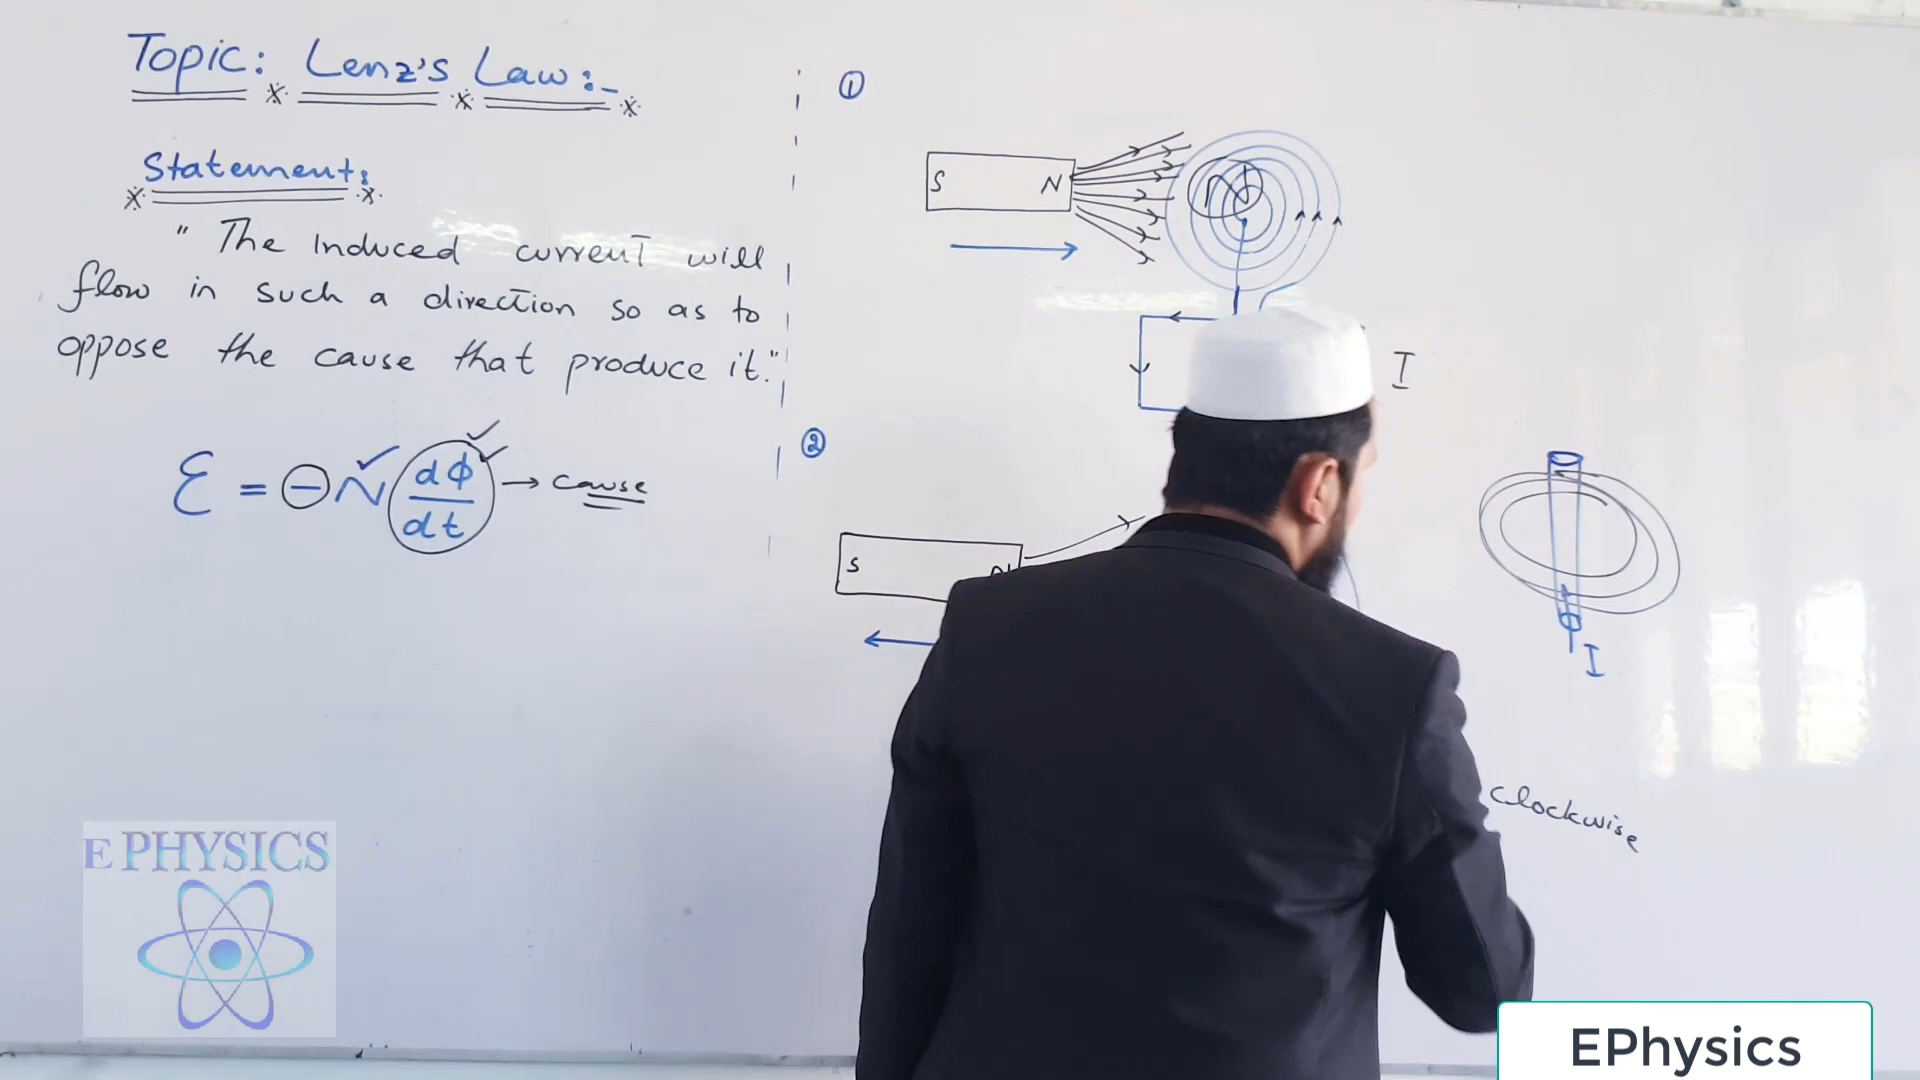 Topic: Lenz's Law:-
Statement:
" The Induced current will
flow in such a direction so as to
oppose the cause that produce it."
Ɛ = - N dϕ/dt → cause
①
S N
N
I
②
S N
I
clockwise
E PHYSICS
EPhysics